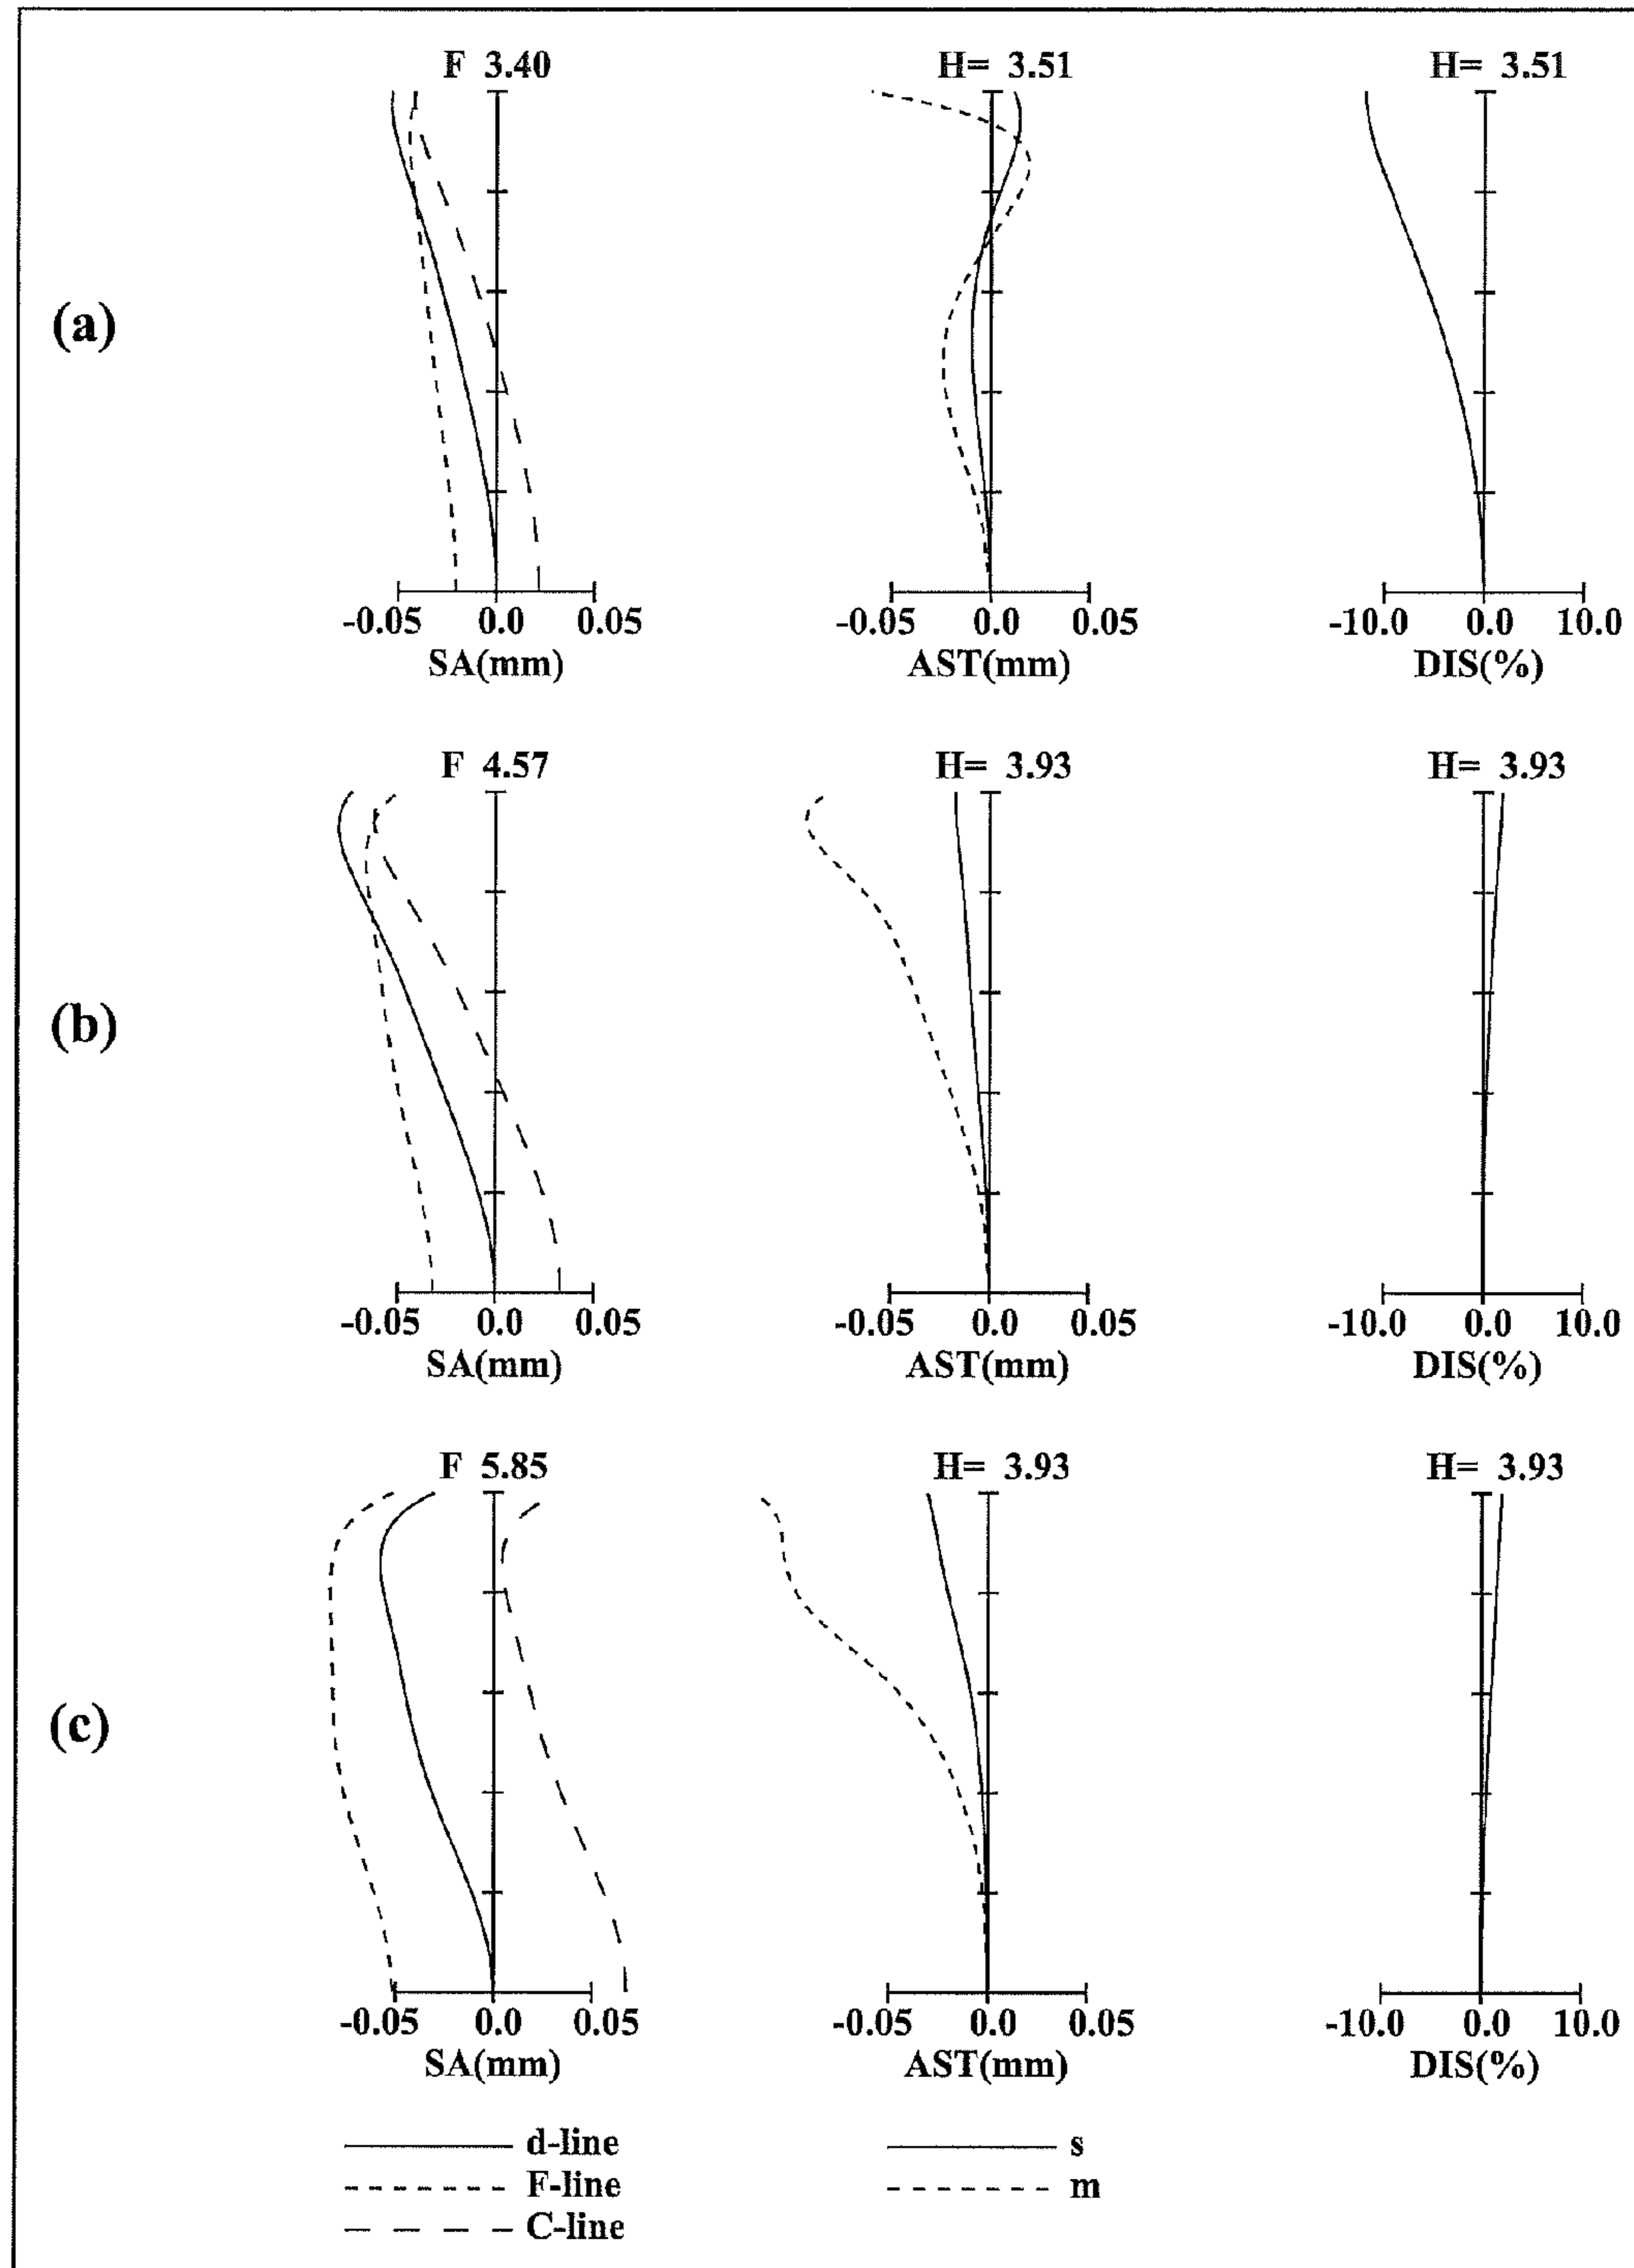 F 3.40 H= 3.51 H= 3.51
(a)
-0.05 0.0 0.05 -0.05 0.0 0.05 -10.0 0.0 10.0
SA(mm) AST(mm) DIS(%)
F 4.57 H= 3.93 H= 3.93
(b)
-0.05 0.0 0.05 -0.05 0.0 0.05 -10.0 0.0 10.0
SA(mm) AST(mm) DIS(%)
F 5.85 H= 3.93 H= 3.93
(c)
-0.05 0.0 0.05 -0.05 0.0 0.05 -10.0 0.0 10.0
SA(mm) AST(mm) DIS(%)
d-line s
F-line m
C-line